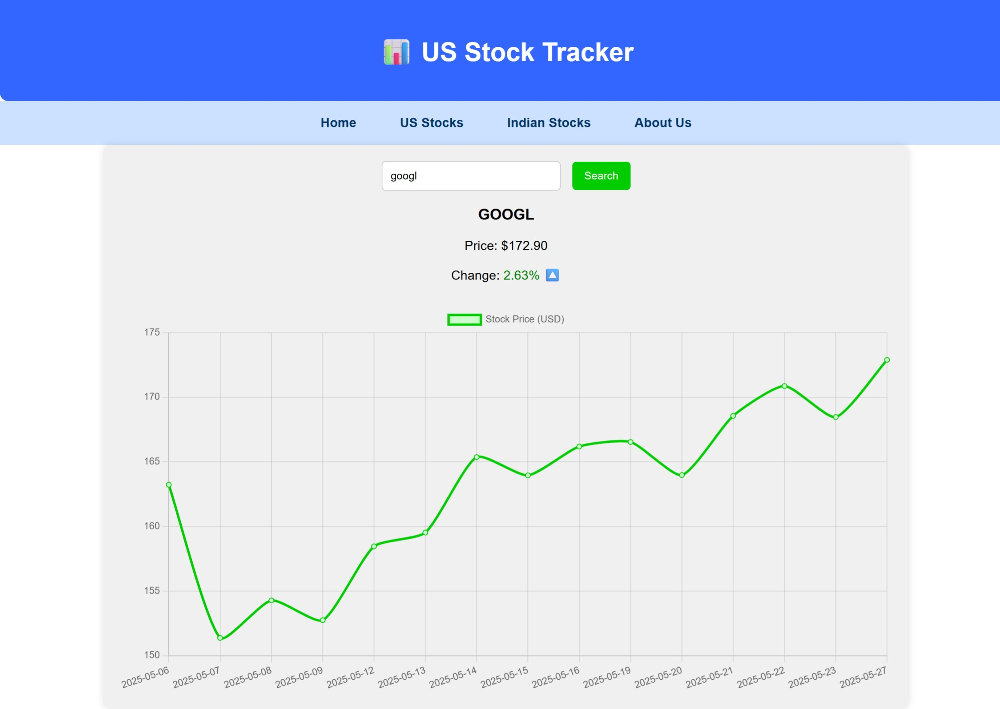 US Stock Tracker
Home US Stocks Indian Stocks About Us
googl Search
GOOGL
Price: $172.90
Change: 2.63%
Stock Price (USD)
175
170
165
160
155
150
2025-05-06 2025-05-07 2025-05-08 2025-05-09 2025-05-12 2025-05-13 2025-05-14 2025-05-15 2025-05-16 2025-05-19 2025-05-20 2025-05-21 2025-05-22 2025-05-23 2025-05-27